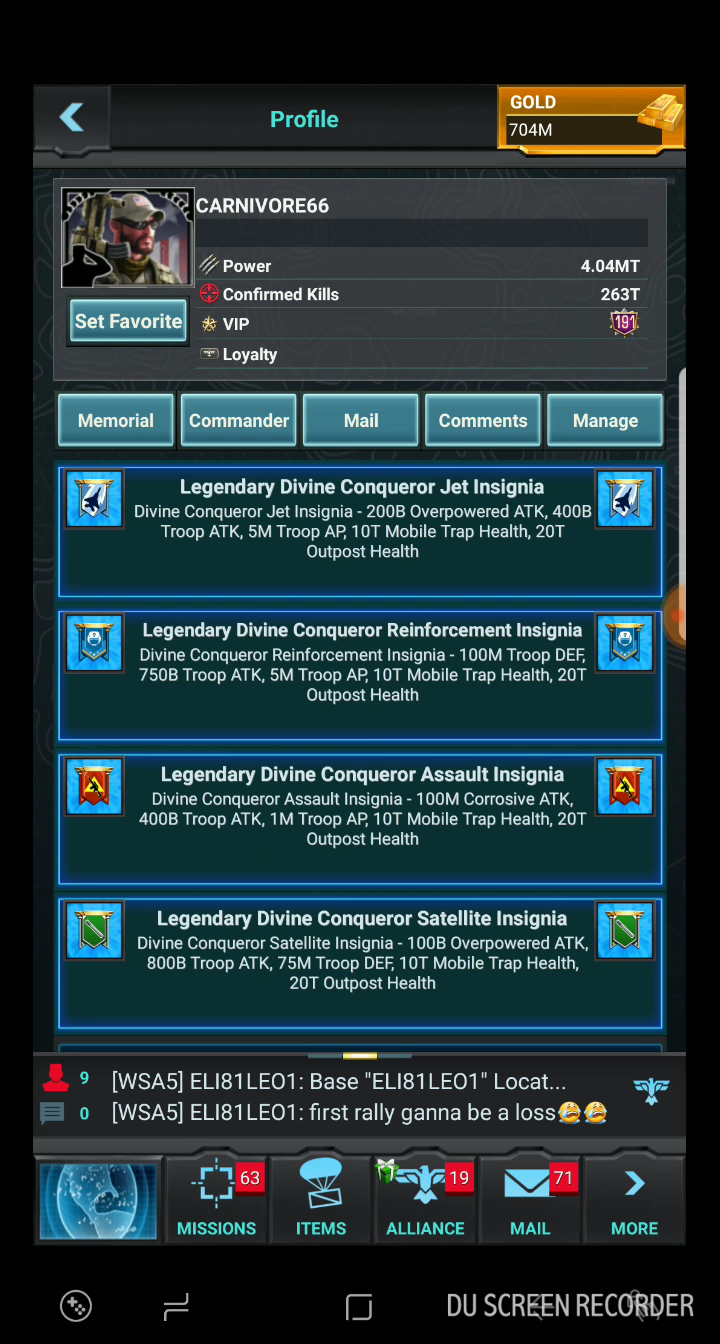 Profile
GOLD
704M
CARNIVORE66
Power 4.04MT
Confirmed Kills 263T
VIP 191
Loyalty
Set Favorite
Memorial Commander Mail Comments Manage
Legendary Divine Conqueror Jet Insignia
Divine Conqueror Jet Insignia - 200B Overpowered ATK, 400B
Troop ATK, 5M Troop AP, 10T Mobile Trap Health, 20T
Outpost Health
Legendary Divine Conqueror Reinforcement Insignia
Divine Conqueror Reinforcement Insignia - 100M Troop DEF,
750B Troop ATK, 5M Troop AP, 10T Mobile Trap Health, 20T
Outpost Health
Legendary Divine Conqueror Assault Insignia
Divine Conqueror Assault Insignia - 100M Corrosive ATK,
400B Troop ATK, 1M Troop AP, 10T Mobile Trap Health, 20T
Outpost Health
Legendary Divine Conqueror Satellite Insignia
Divine Conqueror Satellite Insignia - 100B Overpowered ATK,
800B Troop ATK, 75M Troop DEF, 10T Mobile Trap Health,
20T Outpost Health
9 [WSA5] ELI81LEO1: Base "ELI81LEO1" Locat...
0 [WSA5] ELI81LEO1: first rally ganna be a loss😭😭
63 19 71
MISSIONS ITEMS ALLIANCE MAIL MORE
DU SCREEN RECORDER